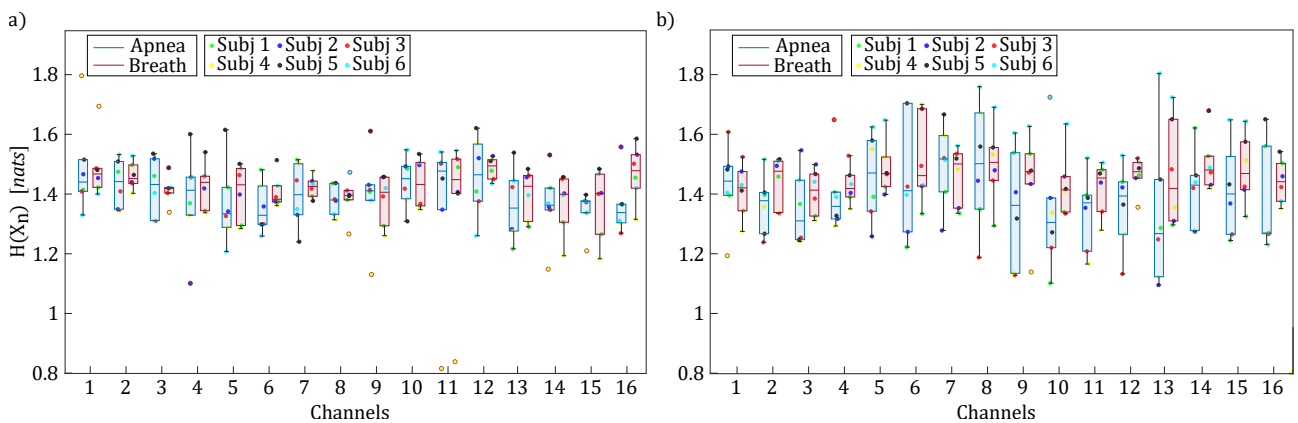 a)
b)
Apnea
Breath
Subj 1 Subj 2 Subj 3
Subj 4 Subj 5 Subj 6
Apnea
Breath
Subj 1 Subj 2 Subj 3
Subj 4 Subj 5 Subj 6
H(Xn) [nats]
1.8
1.6
1.4
1.2
1
0.8
1 2 3 4 5 6 7 8 9 10 11 12 13 14 15 16
Channels
1.8
1.6
1.4
1.2
1
0.8
1 2 3 4 5 6 7 8 9 10 11 12 13 14 15 16
Channels